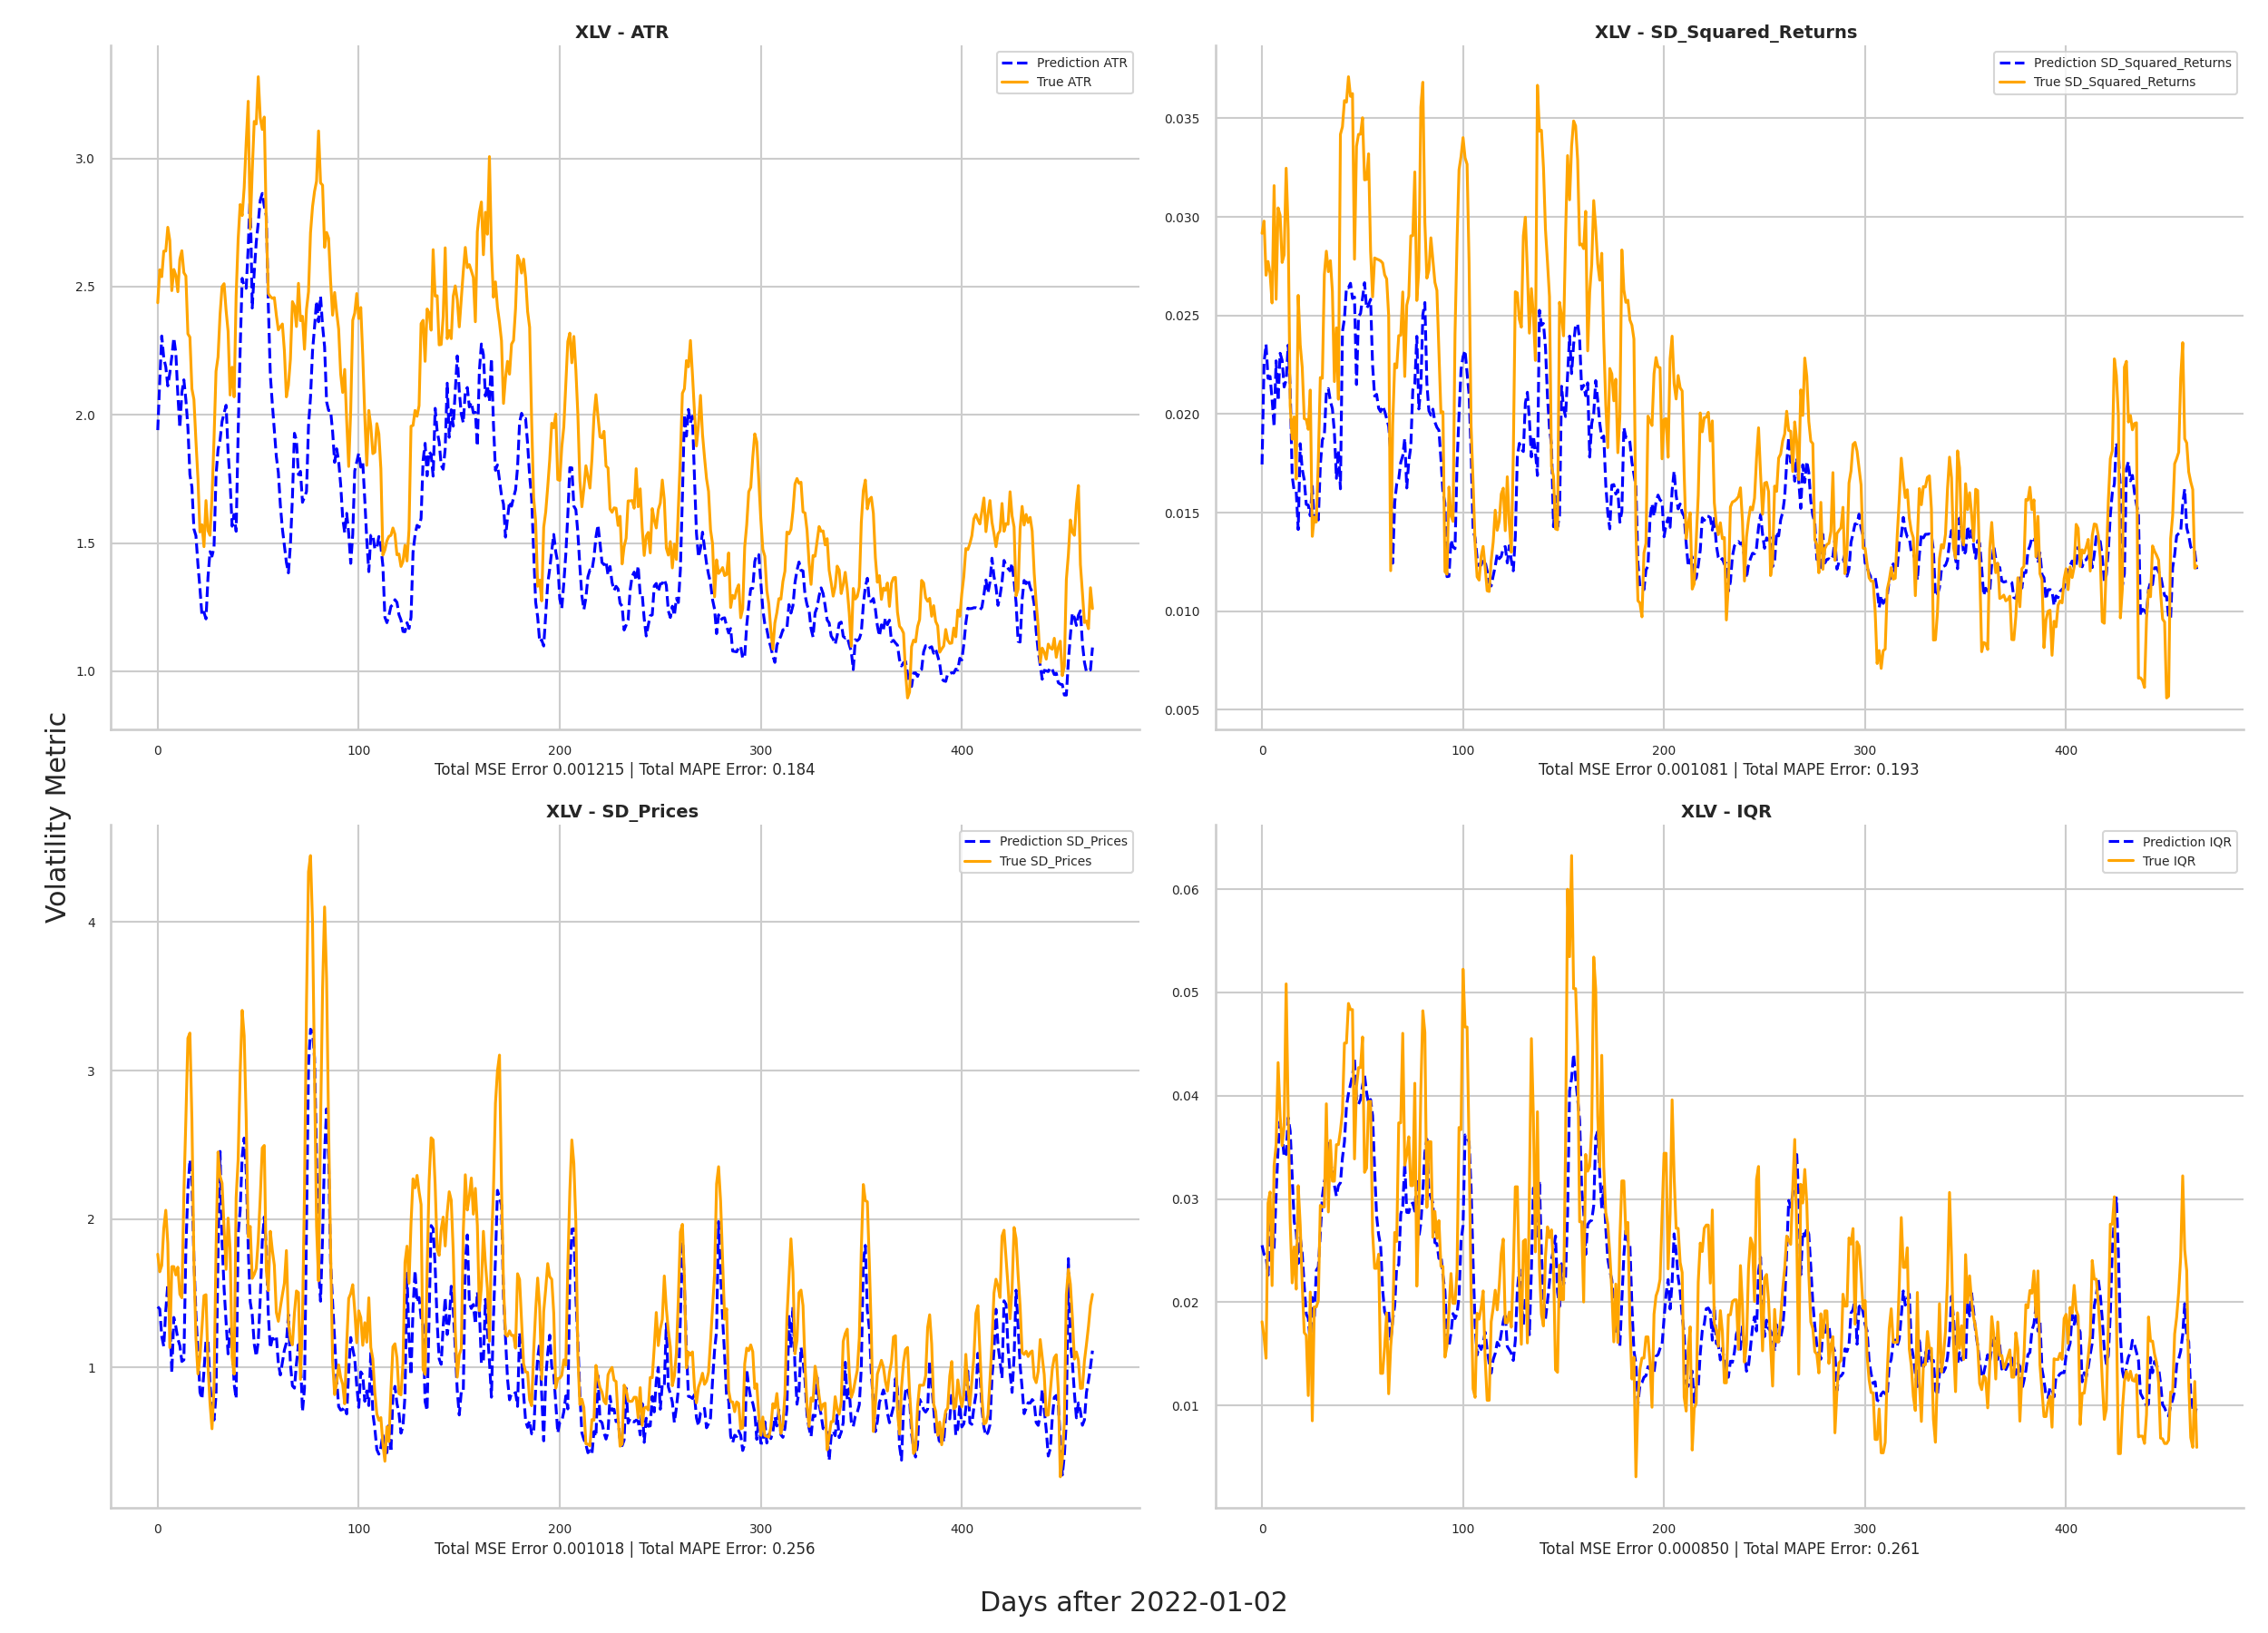 XLV - ATR
Prediction ATR
True ATR
3.0
2.5
2.0
1.5
1.0
0 100 200 300 400
Total MSE Error 0.001215 | Total MAPE Error: 0.184
XLV - SD_Squared_Returns
Prediction SD_Squared_Returns
True SD_Squared_Returns
0.035
0.030
0.025
0.020
0.015
0.010
0.005
0 100 200 300 400
Total MSE Error 0.001081 | Total MAPE Error: 0.193
Volatility Metric
XLV - SD_Prices
Prediction SD_Prices
True SD_Prices
4
3
2
1
0 100 200 300 400
Total MSE Error 0.001018 | Total MAPE Error: 0.256
XLV - IQR
Prediction IQR
True IQR
0.06
0.05
0.04
0.03
0.02
0.01
0 100 200 300 400
Total MSE Error 0.000850 | Total MAPE Error: 0.261
Days after 2022-01-02